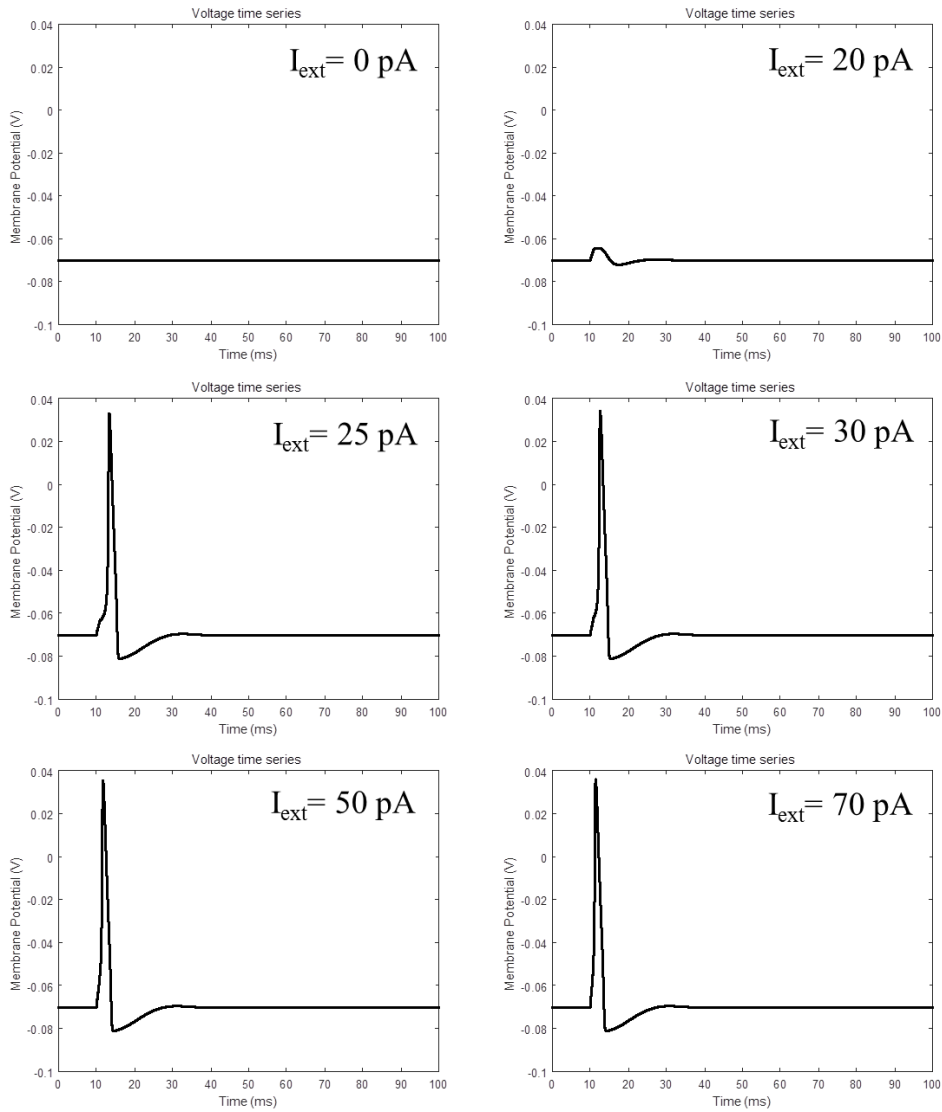 Voltage time series
I_ext= 0 pA
Membrane Potential (V)
0.04
0.02
0
-0.02
-0.04
-0.06
-0.08
-0.1
0 10 20 30 40 50 60 70 80 90 100
Time (ms)
Voltage time series
I_ext= 20 pA
Membrane Potential (V)
0.04
0.02
0
-0.02
-0.04
-0.06
-0.08
-0.1
0 10 20 30 40 50 60 70 80 90 100
Time (ms)
Voltage time series
I_ext= 25 pA
Membrane Potential (V)
0.04
0.02
0
-0.02
-0.04
-0.06
-0.08
-0.1
0 10 20 30 40 50 60 70 80 90 100
Time (ms)
Voltage time series
I_ext= 30 pA
Membrane Potential (V)
0.04
0.02
0
-0.02
-0.04
-0.06
-0.08
-0.1
0 10 20 30 40 50 60 70 80 90 100
Time (ms)
Voltage time series
I_ext= 50 pA
Membrane Potential (V)
0.04
0.02
0
-0.02
-0.04
-0.06
-0.08
-0.1
0 10 20 30 40 50 60 70 80 90 100
Time (ms)
Voltage time series
I_ext= 70 pA
Membrane Potential (V)
0.04
0.02
0
-0.02
-0.04
-0.06
-0.08
-0.1
0 10 20 30 40 50 60 70 80 90 100
Time (ms)